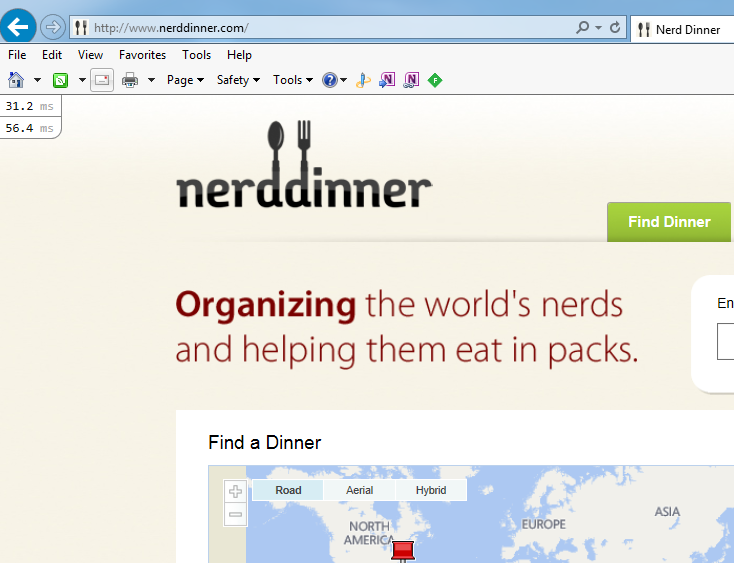 http://www.nerddinner.com/
Nerd Dinner
File Edit View Favorites Tools Help
Page Safety Tools
31.2 ms
56.4 ms
nerddinner
Find Dinner
Organizing the world's nerds
and helping them eat in packs.
En
Find a Dinner
Road Aerial Hybrid
NORTH
AMERICA
EUROPE
ASIA